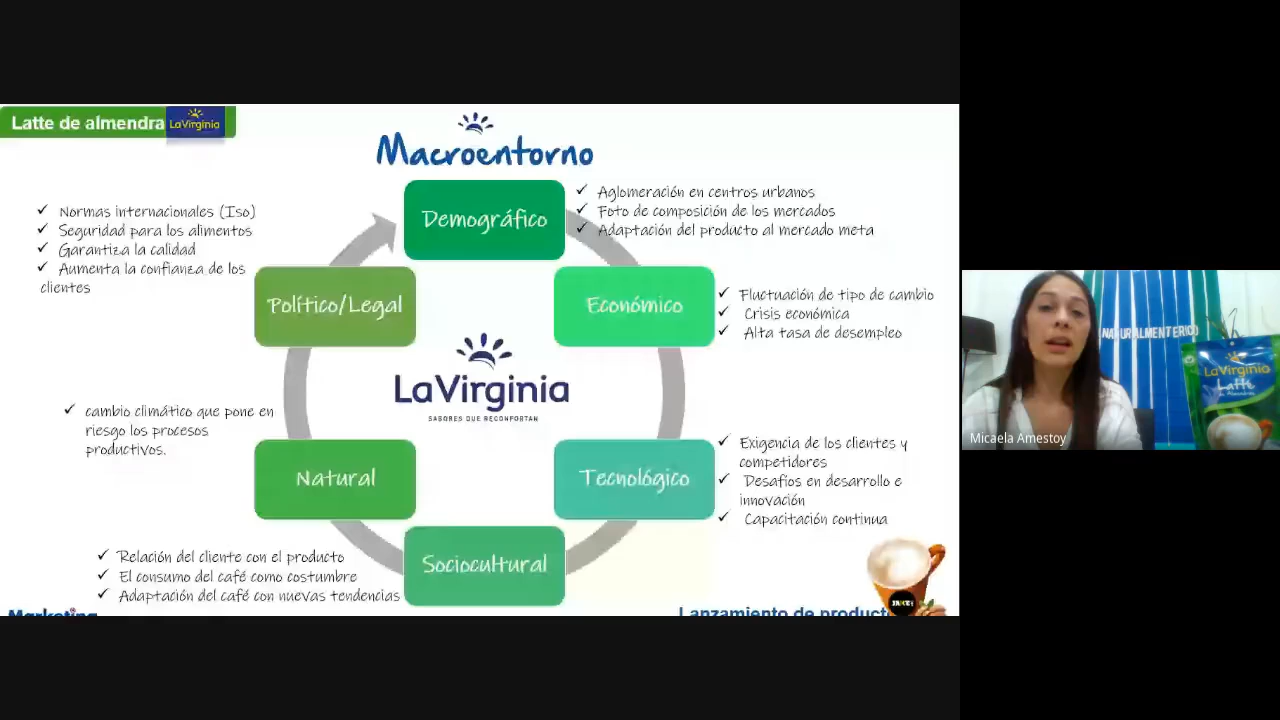 Latte de almendra
LaVirginia
Macroentorno
Demográfico
✓ Aglomeración en centros urbanos
✓ Foto de composición de los mercados
✓ Adaptación del producto al mercado meta
✓ Normas internacionales (Iso)
✓ Seguridad para los alimentos
✓ Garantiza la calidad
✓ Aumenta la confianza de los
clientes
Político/Legal
Económico
✓ Fluctuación de tipo de cambio
✓ Crisis económica
✓ Alta tasa de desempleo
LaVirginia
SABORES QUE RECONFORTAN
✓ cambio climático que pone en
riesgo los procesos
productivos.
Natural
Tecnológico
✓ Exigencia de los clientes y
competidores
✓ Desafíos en desarrollo e
innovación
✓ Capacitación continua
Sociocultural
✓ Relación del cliente con el producto
✓ El consumo del café como costumbre
✓ Adaptación del café con nuevas tendencias
Marketing
Lanzamiento de product
LaVirginia
Latte
Micaela Amestoy